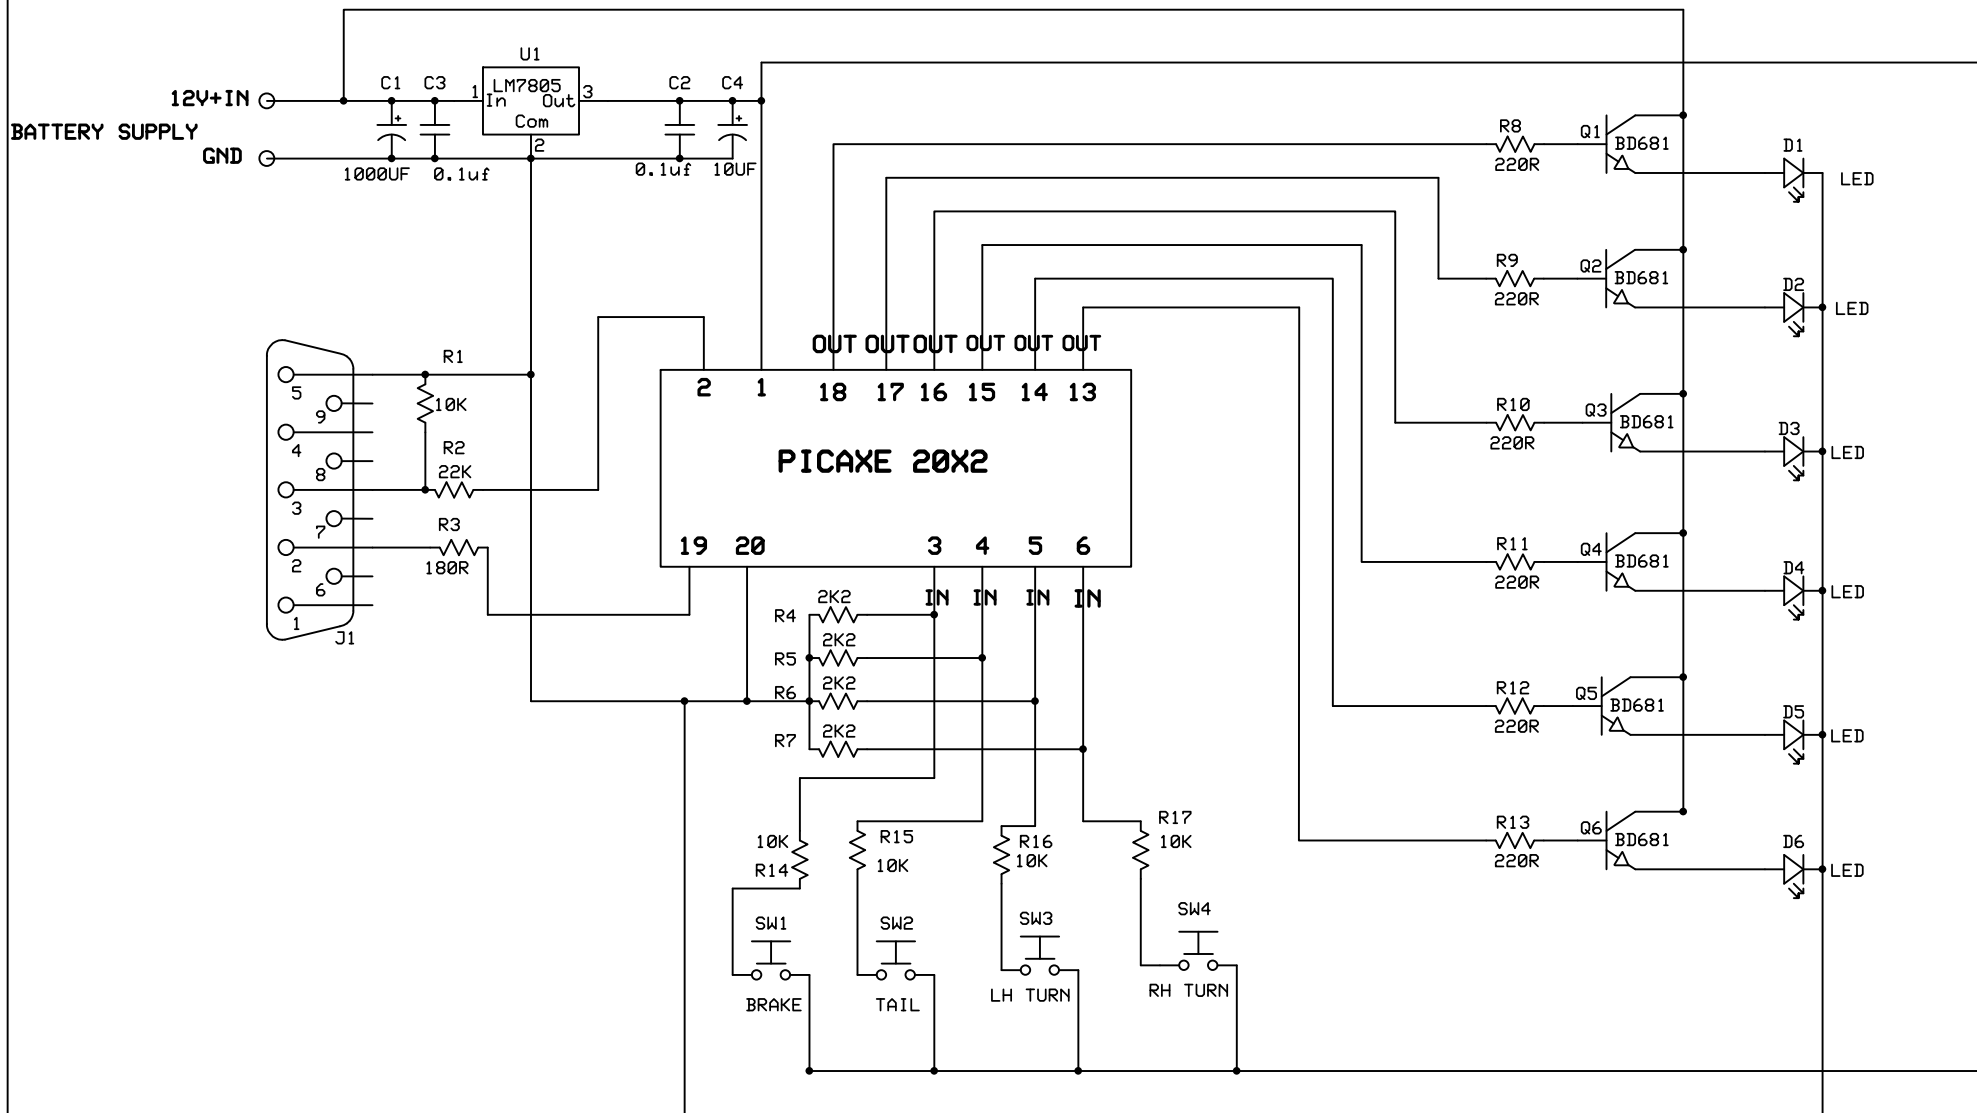 U1
LM7805
1 In Out 3
Com
2
12V+IN
BATTERY SUPPLY
GND
C1
+
1000UF
C3
0.1uf
C2
0.1uf
C4
+
10UF
R8
220R
Q1
BD681
D1
LED
R9
220R
Q2
BD681
D2
LED
R10
220R
Q3
BD681
D3
LED
R11
220R
Q4
BD681
D4
LED
R12
220R
Q5
BD681
D5
LED
R13
220R
Q6
BD681
D6
LED
OUT OUT OUT OUT OUT OUT
2 1 18 17 16 15 14 13
PICAXE 20X2
19 20 3 4 5 6
IN IN IN IN
5
9
4
8
3
7
2
6
1
J1
R1
10K
R2
22K
R3
180R
R4 2K2
R5 2K2
R6 2K2
R7 2K2
10K
R14
R15
10K
R16
10K
R17
10K
SW1
BRAKE
SW2
TAIL
SW3
LH TURN
SW4
RH TURN